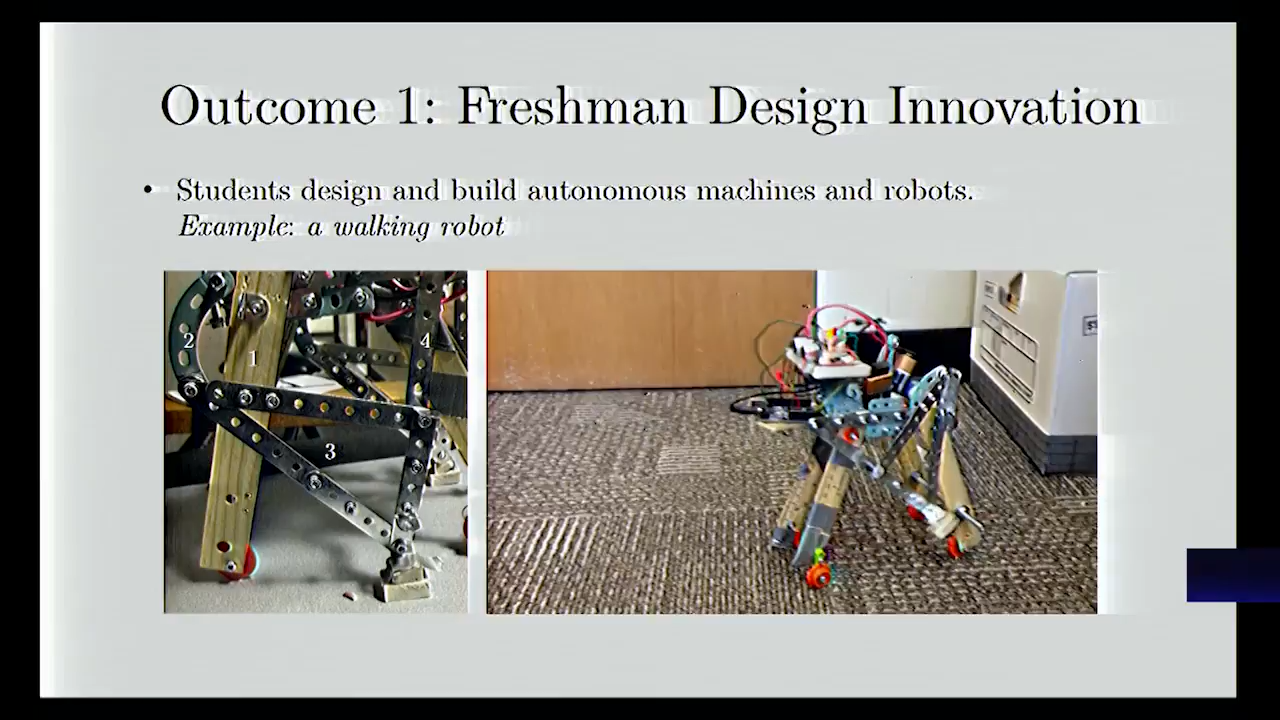 Outcome 1: Freshman Design Innovation
• Students design and build autonomous machines and robots.
Example: a walking robot
2
1
4
3